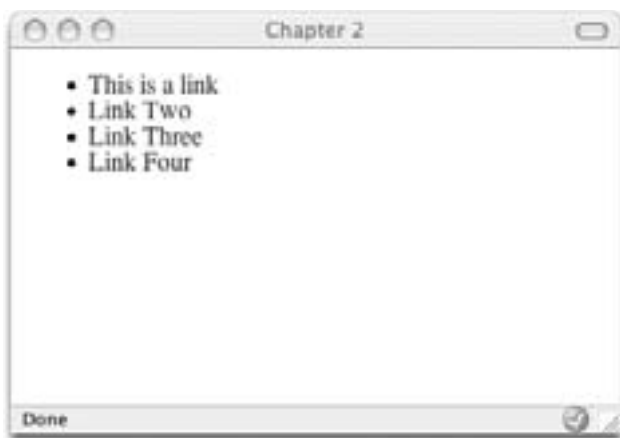 Chapter 2
This is a link
Link Two
Link Three
Link Four
Done